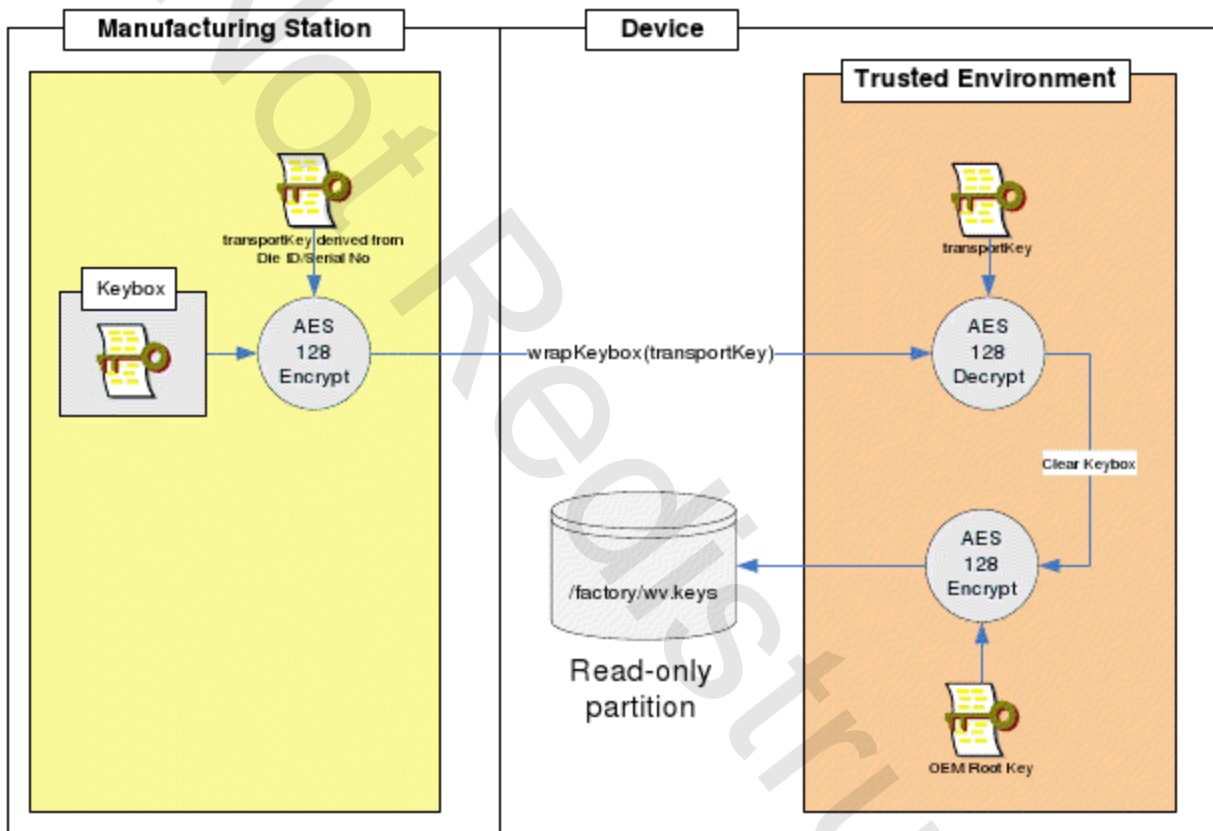 Manufacturing Station
Device
Trusted Environment
transportKey derived from
Die ID/Serial No
transportKey
Keybox
AES
128
Encrypt
wrapKeybox(transportKey)
AES
128
Decrypt
Clear Keybox
/factory/wv.keys
AES
128
Encrypt
Read-only
partition
OEM Root Key
Not Redistru